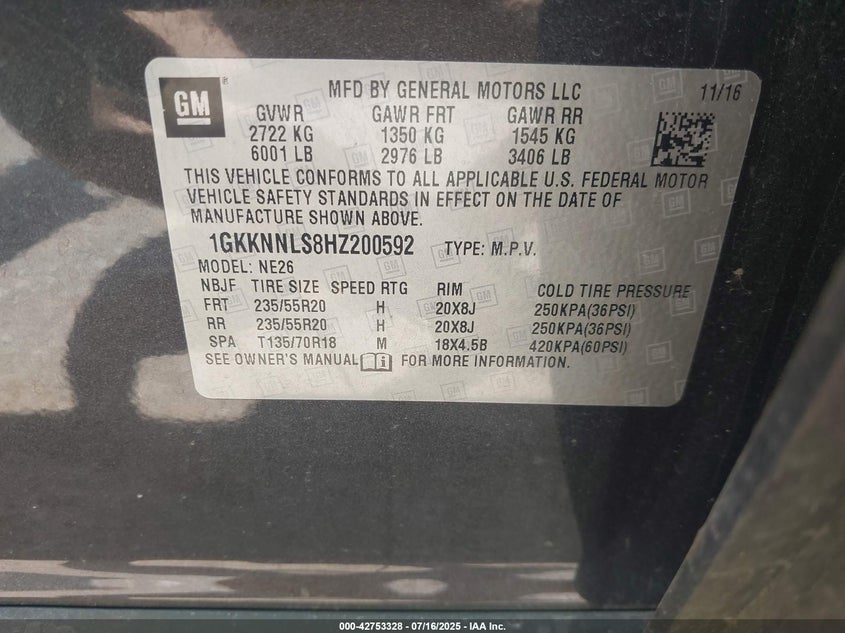 GM ®
MFD BY GENERAL MOTORS LLC 11/16
GVWR GAWR FRT GAWR RR
2722 KG 1350 KG 1545 KG
6001 LB 2976 LB 3406 LB
THIS VEHICLE CONFORMS TO ALL APPLICABLE U.S. FEDERAL MOTOR
VEHICLE SAFETY STANDARDS IN EFFECT ON THE DATE OF
MANUFACTURE SHOWN ABOVE.
1GKKNNLS8HZ200592 TYPE: M.P.V.
MODEL: NE26
NBJF TIRE SIZE SPEED RTG RIM COLD TIRE PRESSURE
FRT 235/55R20 H 20X8J 250KPA(36PSI)
RR 235/55R20 H 20X8J 250KPA(36PSI)
SPA T135/70R18 M 18X4.5B 420KPA(60PSI)
SEE OWNER'S MANUAL i FOR MORE INFORMATION.
000-42753328 - 07/16/2025 - IAA Inc.